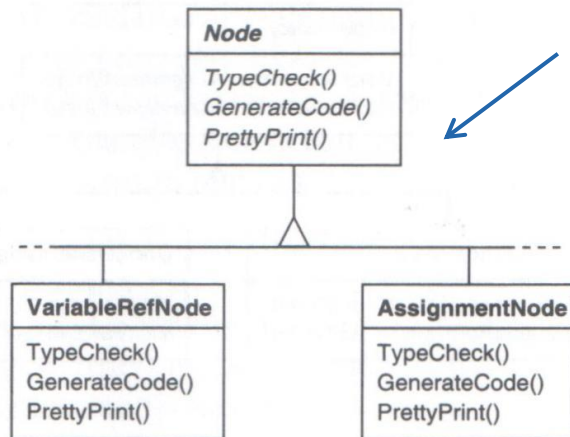 Node
TypeCheck()
GenerateCode()
PrettyPrint()
VariableRefNode
TypeCheck()
GenerateCode()
PrettyPrint()
AssignmentNode
TypeCheck()
GenerateCode()
PrettyPrint()